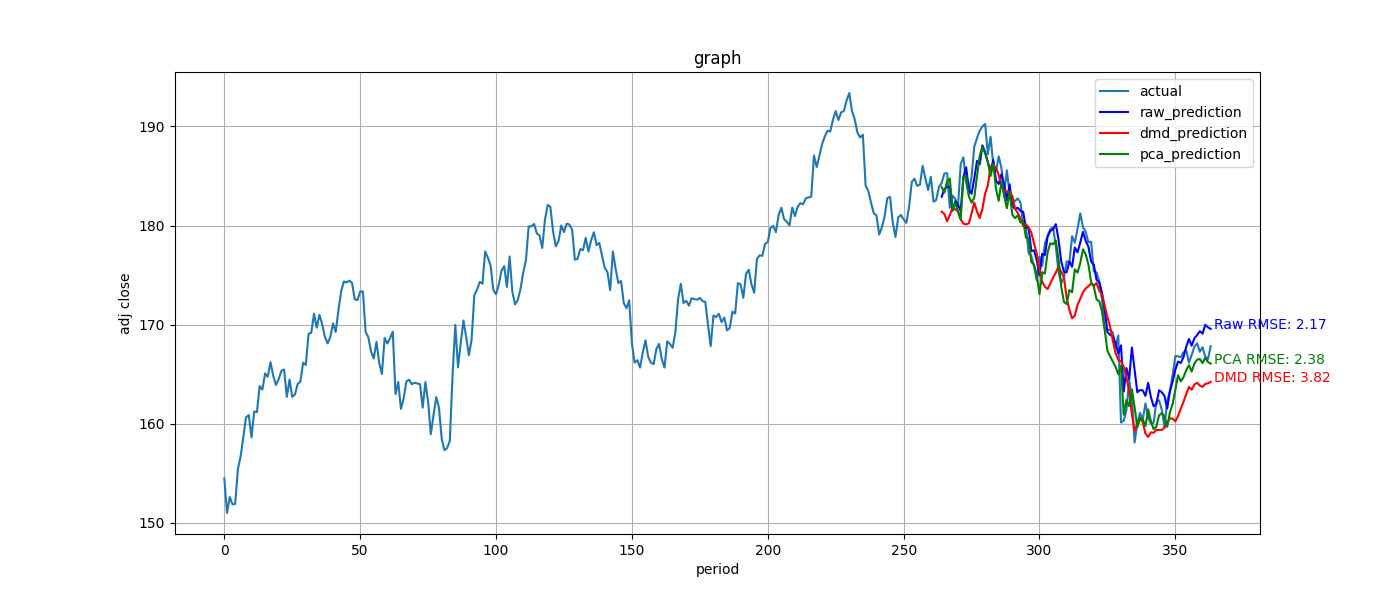 graph
actual
raw_prediction
dmd_prediction
pca_prediction
190
180
170
160
150
adj close
Raw RMSE: 2.17
PCA RMSE: 2.38
DMD RMSE: 3.82
0
50
100
150
200
250
300
350
period